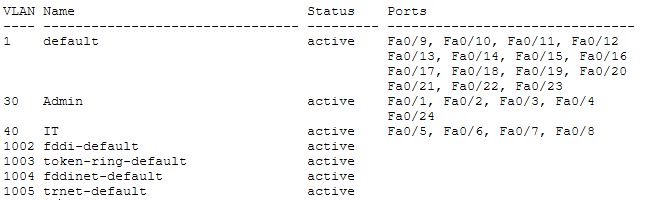 VLAN Name                             Status    Ports
---- -------------------------------- --------- -------------------------------
1    default                          active    Fa0/9, Fa0/10, Fa0/11, Fa0/12
                                                Fa0/13, Fa0/14, Fa0/15, Fa0/16
                                                Fa0/17, Fa0/18, Fa0/19, Fa0/20
                                                Fa0/21, Fa0/22, Fa0/23
30   Admin                            active    Fa0/1, Fa0/2, Fa0/3, Fa0/4
                                                Fa0/24
40   IT                               active    Fa0/5, Fa0/6, Fa0/7, Fa0/8
1002 fddi-default                     active
1003 token-ring-default               active
1004 fddinet-default                  active
1005 trnet-default                    active